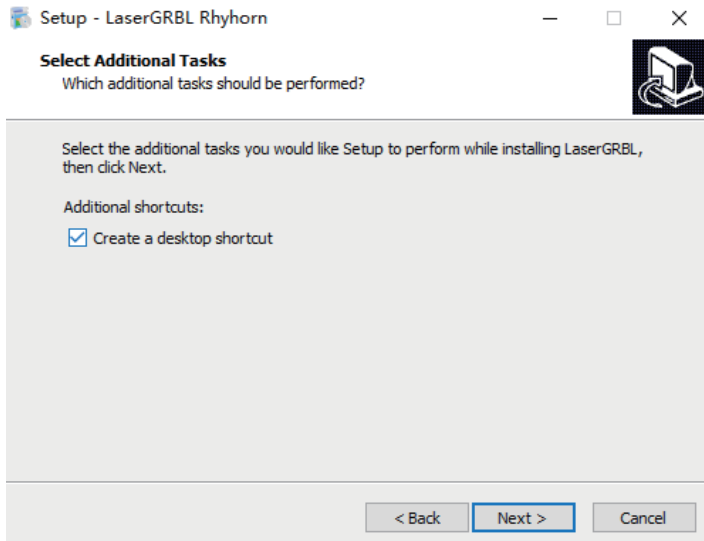 Setup - LaserGRBL Rhyhorn
Select Additional Tasks
Which additional tasks should be performed?
Select the additional tasks you would like Setup to perform while installing LaserGRBL,
then click Next.
Additional shortcuts:
Create a desktop shortcut
< Back
Next >
Cancel